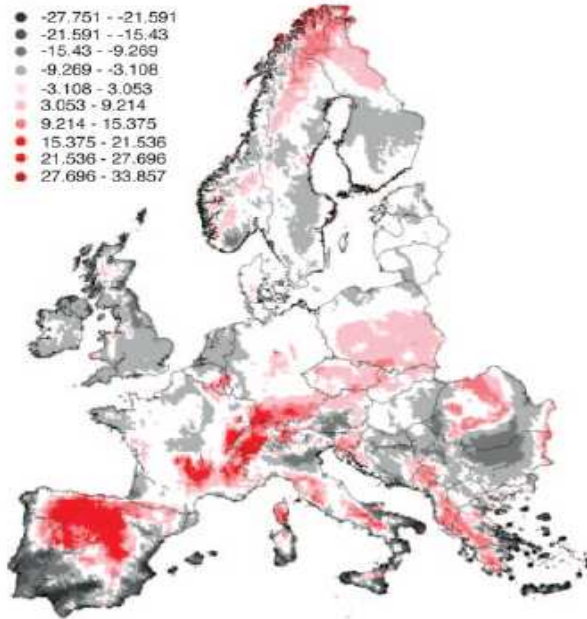 -27.751 - -21.591
-21.591 - -15.43
-15.43 - -9.269
-9.269 - -3.108
-3.108 - 3.053
3.053 - 9.214
9.214 - 15.375
15.375 - 21.536
21.536 - 27.696
27.696 - 33.857